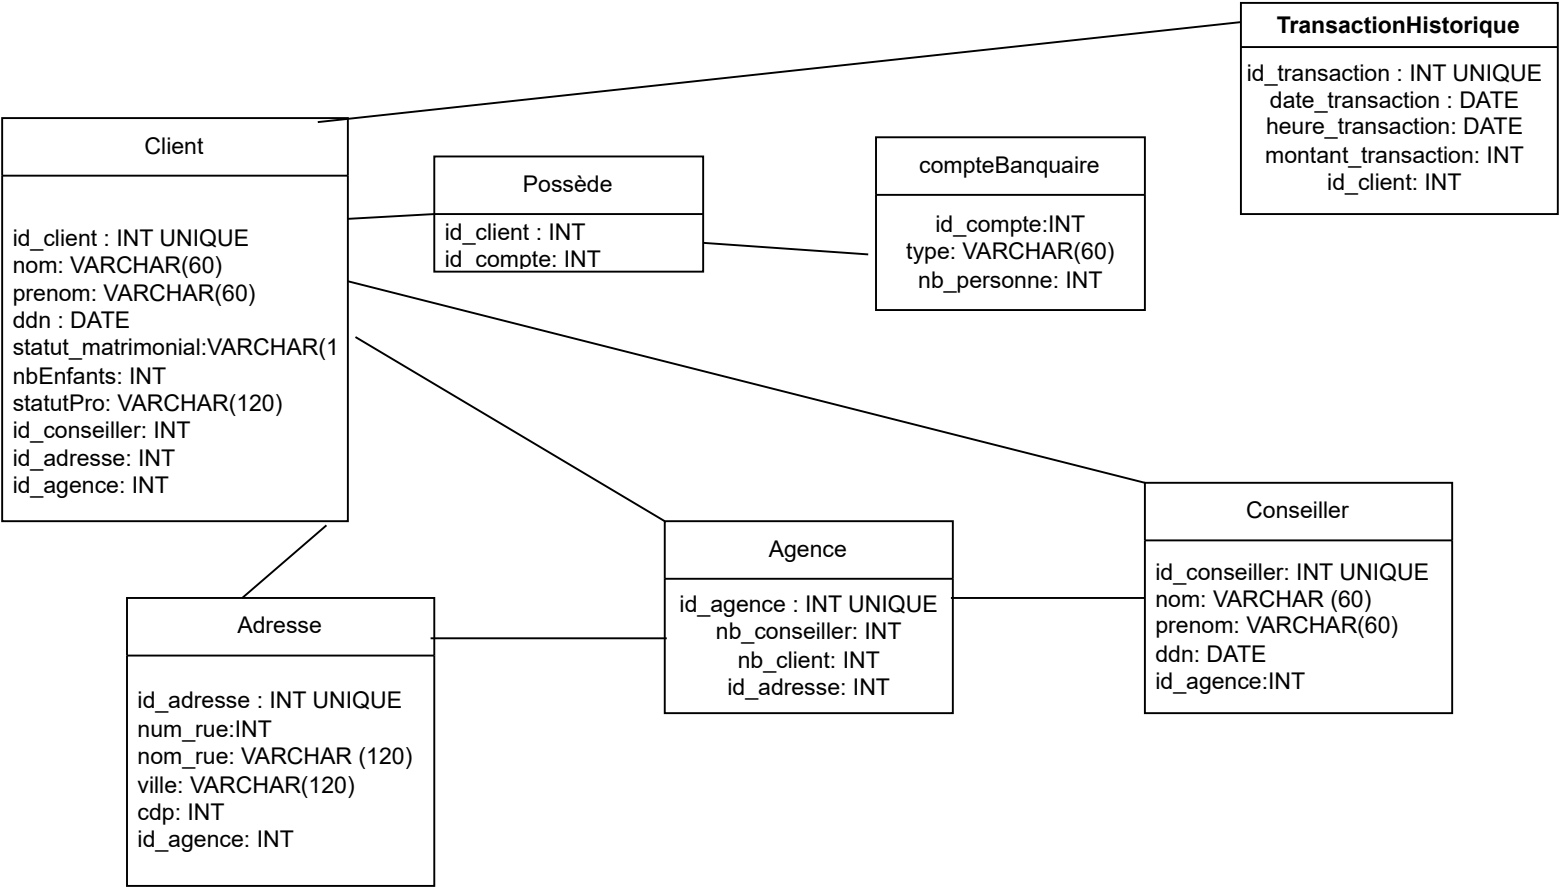 TransactionHistorique
id_transaction : INT UNIQUE
date_transaction : DATE
heure_transaction: DATE
montant_transaction: INT
id_client: INT
Client
id_client : INT UNIQUE
nom: VARCHAR(60)
prenom: VARCHAR(60)
ddn : DATE
statut_matrimonial:VARCHAR(1
nbEnfants: INT
statutPro: VARCHAR(120)
id_conseiller: INT
id_adresse: INT
id_agence: INT
Possède
id_client : INT
id_compte: INT
compteBanquaire
id_compte:INT
type: VARCHAR(60)
nb_personne: INT
Adresse
id_adresse : INT UNIQUE
num_rue:INT
nom_rue: VARCHAR (120)
ville: VARCHAR(120)
cdp: INT
id_agence: INT
Agence
id_agence : INT UNIQUE
nb_conseiller: INT
nb_client: INT
id_adresse: INT
Conseiller
id_conseiller: INT UNIQUE
nom: VARCHAR (60)
prenom: VARCHAR(60)
ddn: DATE
id_agence:INT